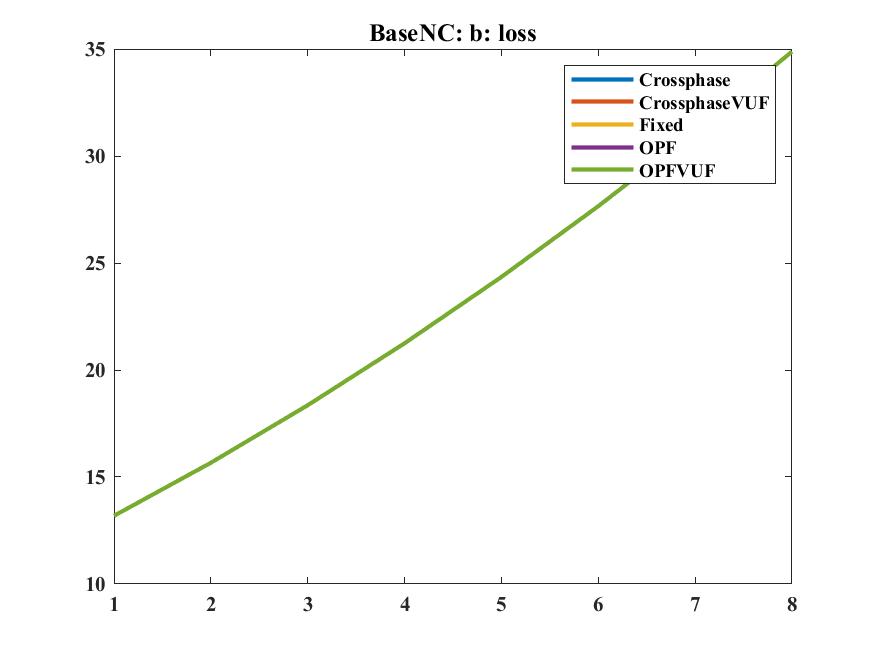 BaseNC: b: loss
35
30
25
20
15
10
1 2 3 4 5 6 7 8
Crossphase
CrossphaseVUF
Fixed
OPF
OPFVUF